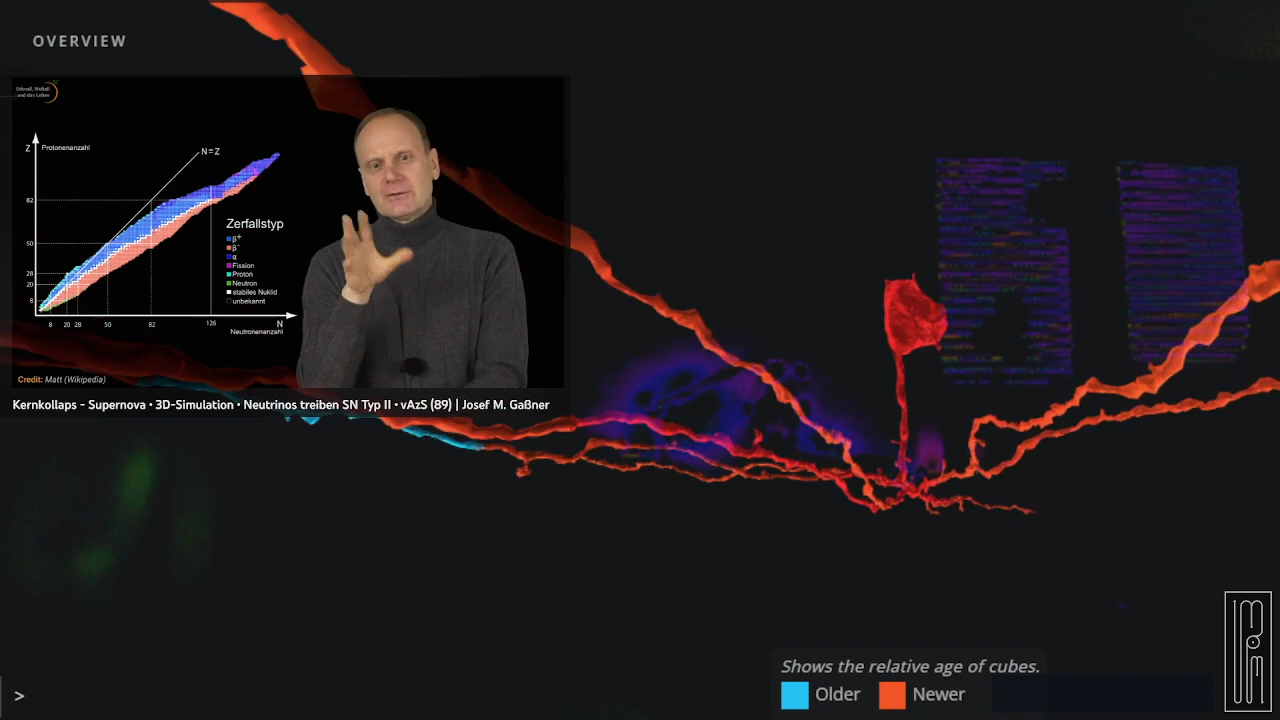 OVERVIEW
Urknall, Weltall
und das Leben
Z
Protonenanzahl
N=Z
82
50
28
20
8
Zerfallstyp
β⁺
β⁻
α
Fission
Proton
Neutron
stabiles Nuklid
unbekannt
8 20 28 50 82 126 N
Neutronenanzahl
Credit: Matt (Wikipedia)
Kernkollaps - Supernova • 3D-Simulation • Neutrinos treiben SN Typ II • vAzS (89) | Josef M. Gaßner
Shows the relative age of cubes.
Older Newer
>